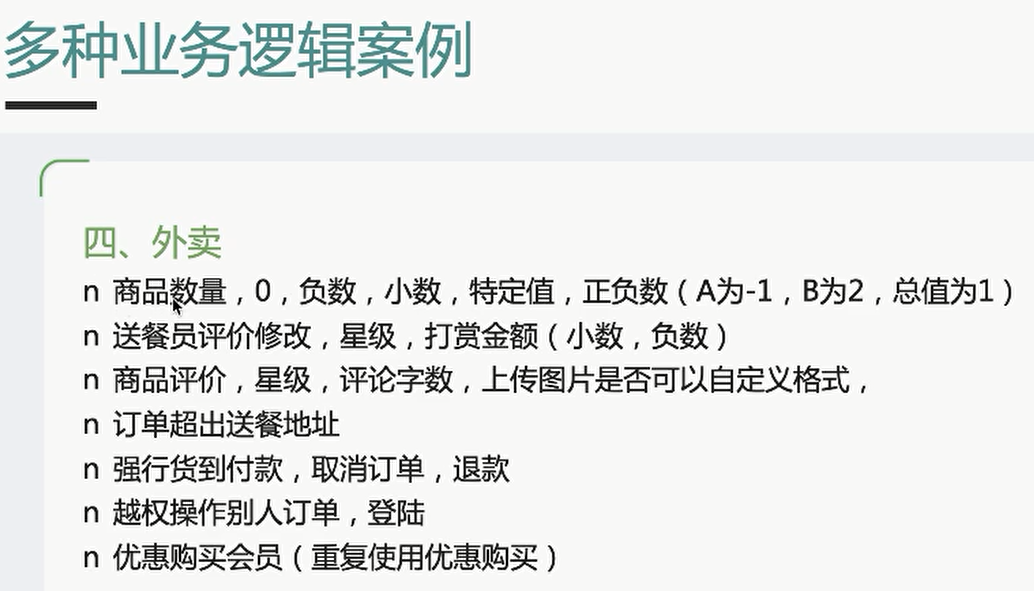 多种业务逻辑案例
四、外卖
n 商品数量，0，负数，小数，特定值，正负数（A为-1，B为2，总值为1）
n 送餐员评价修改，星级，打赏金额（小数，负数）
n 商品评价，星级，评论字数，上传图片是否可以自定义格式，
n 订单超出送餐地址
n 强行货到付款，取消订单，退款
n 越权操作别人订单，登陆
n 优惠购买会员（重复使用优惠购买）